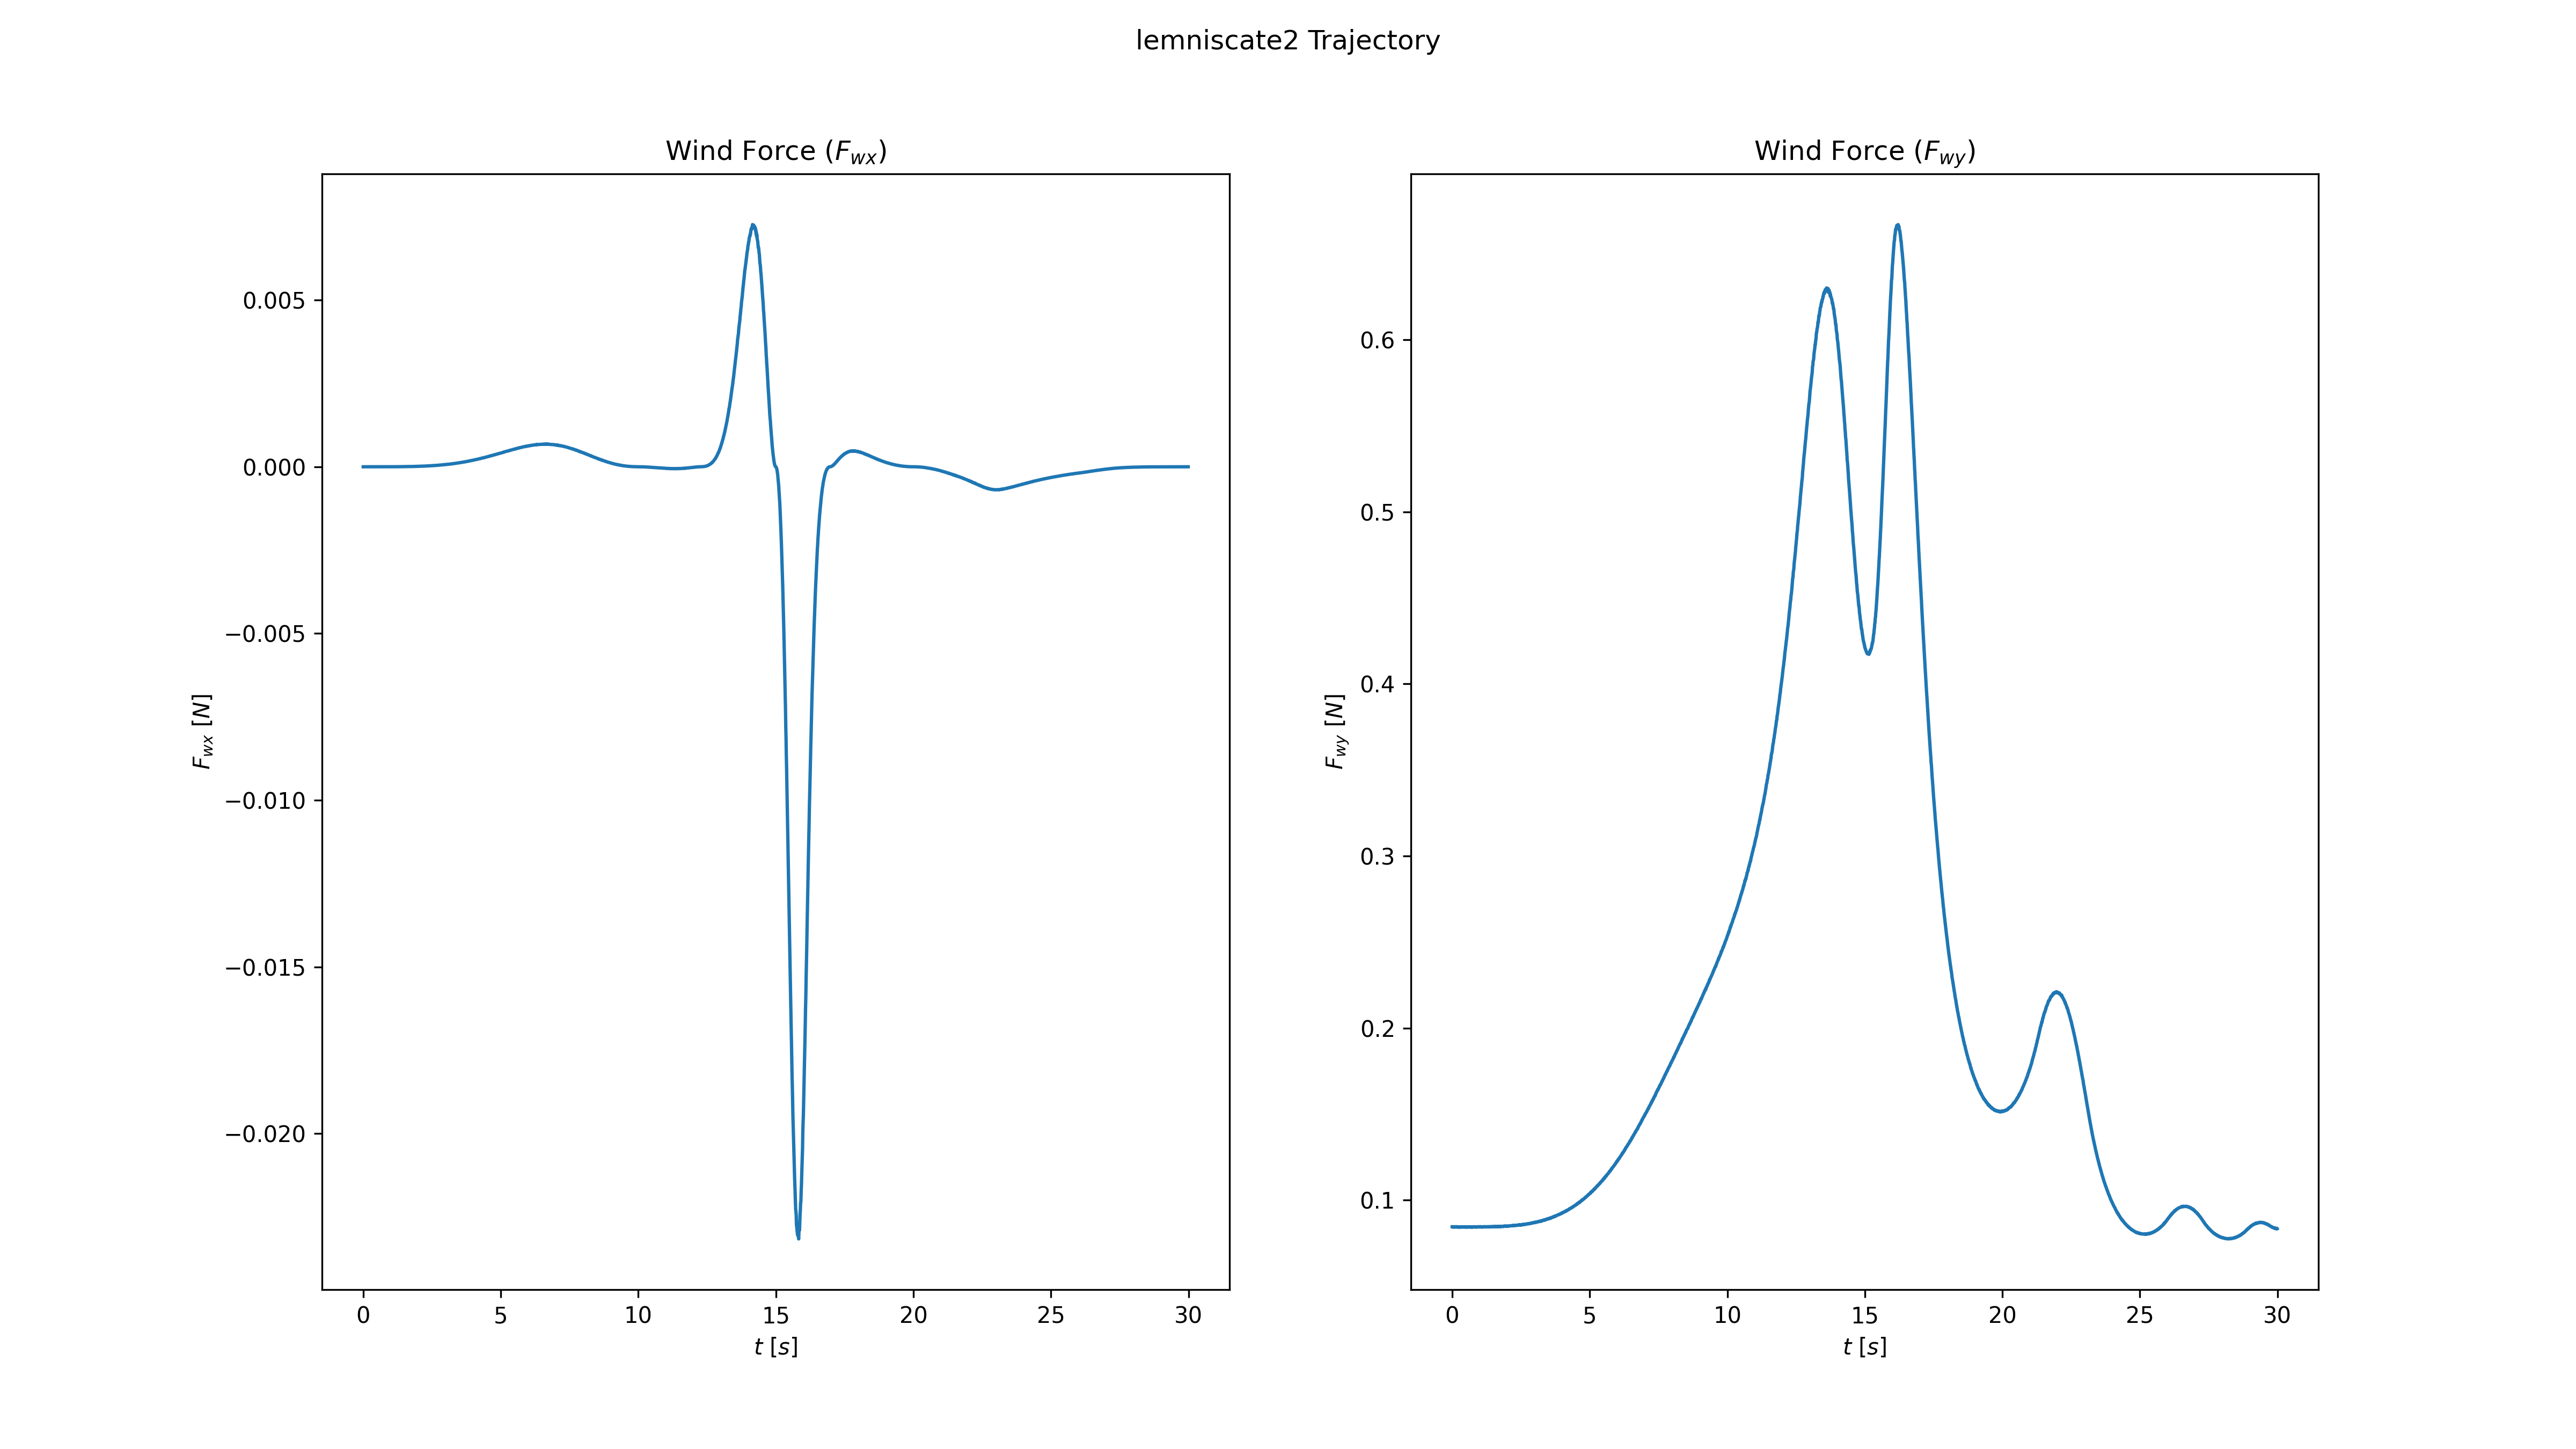 lemniscate2 Trajectory
Wind Force (F_wx)
0.005
0.000
−0.005
−0.010
−0.015
−0.020
F_wx [N]
0 5 10 15 20 25 30
t [s]
Wind Force (F_wy)
0.6
0.5
0.4
0.3
0.2
0.1
F_wy [N]
0 5 10 15 20 25 30
t [s]